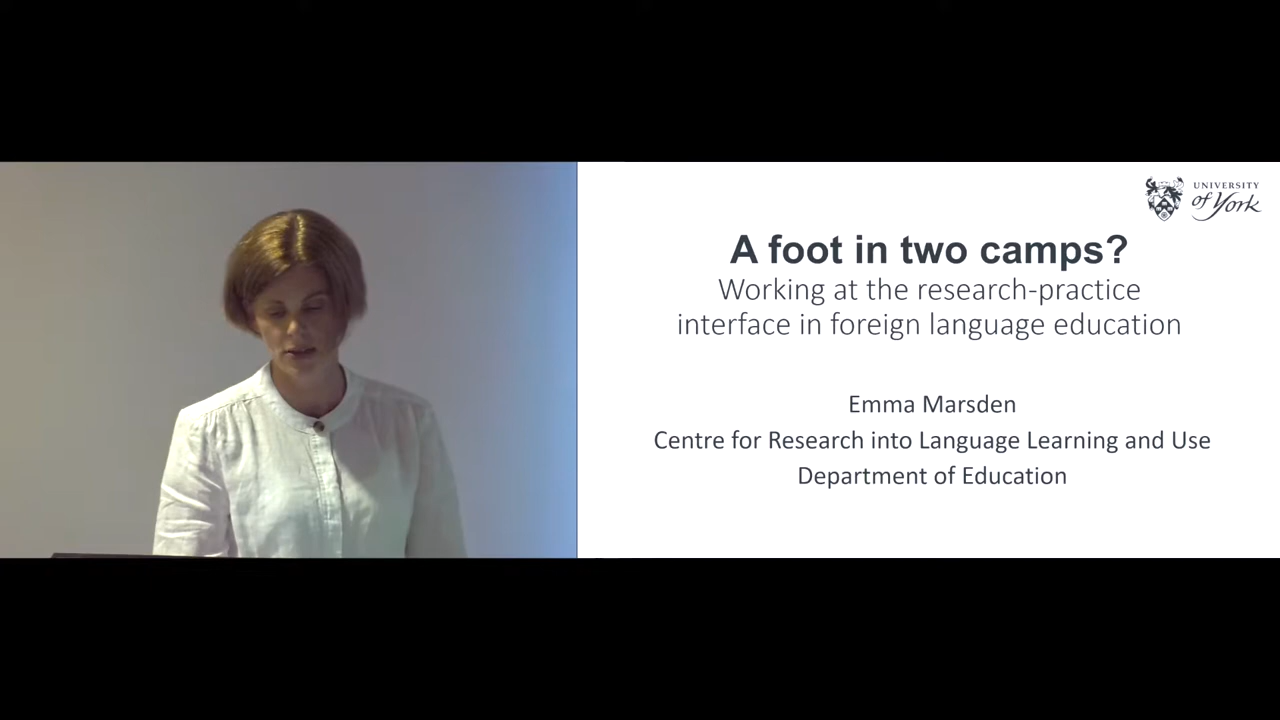 UNIVERSITY
of York
A foot in two camps?
Working at the research-practice
interface in foreign language education
Emma Marsden
Centre for Research into Language Learning and Use
Department of Education